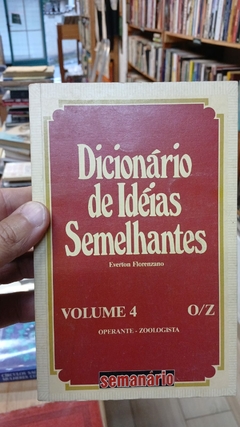 Dicionário
de Idéias
Semelhantes
Everton Florenzano
VOLUME 4 O/Z
OPERANTE - ZOOLOGISTA
semanário